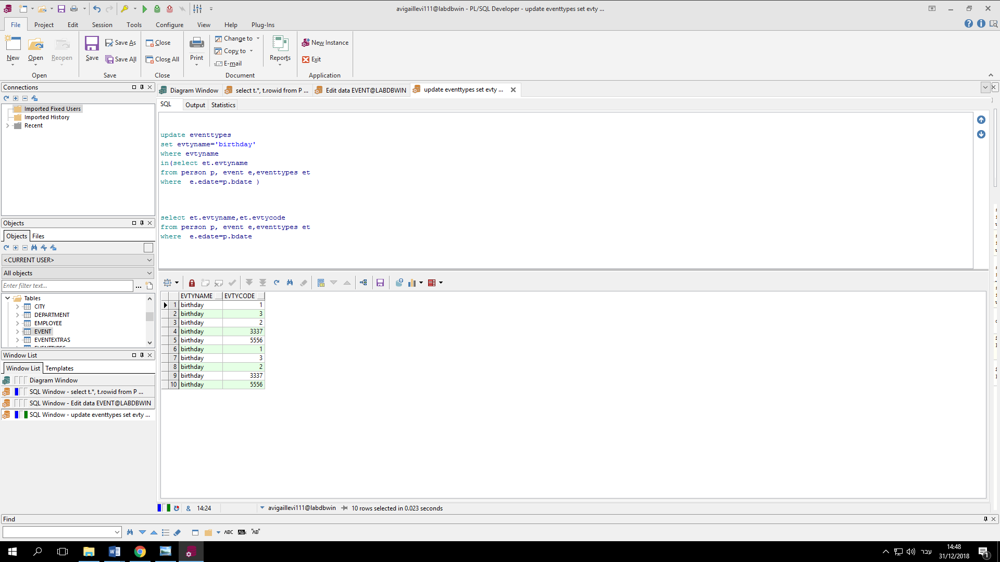 avigaillevi111@labdbwin - PL/SQL Developer - update eventtypes set evty ...
File Project Edit Session Tools Configure View Help Plug-Ins
New Open Reopen
Open
Save Save As Save All
Save
Close Close All
Close
Print Change to Copy to E-mail Reports
Document
New Instance Exit
Application
Connections
Imported Fixed Users
Imported History
Recent
Objects
Objects Files
<CURRENT USER>
All objects
Enter filter text...
Tables
CITY
DEPARTMENT
EMPLOYEE
EVENT
EVENTEXTRAS
Window List
Window List Templates
Diagram Window
SQL Window - select t.*, t.rowid from P ...
SQL Window - Edit data EVENT@LABDBWIN
SQL Window - update eventtypes set evty ...
Diagram Window select t.*, t.rowid from P ... Edit data EVENT@LABDBWIN update eventtypes set evty ...
SQL Output Statistics
update eventtypes
set evtyname='birthday'
where evtyname
in(select et.evtyname
from person p, event e,eventtypes et
where e.edate=p.bdate )
select et.evtyname,et.evtycode
from person p, event e,eventtypes et
where e.edate=p.bdate
EVTYNAME EVTYCODE
1 birthday 1
2 birthday 3
3 birthday 2
4 birthday 3337
5 birthday 5556
6 birthday 1
7 birthday 3
8 birthday 2
9 birthday 3337
10 birthday 5556
& 14:24 avigaillevi111@labdbwin 10 rows selected in 0.023 seconds
Find
ABC "AB"
עבר
14:48
31/12/2018
1